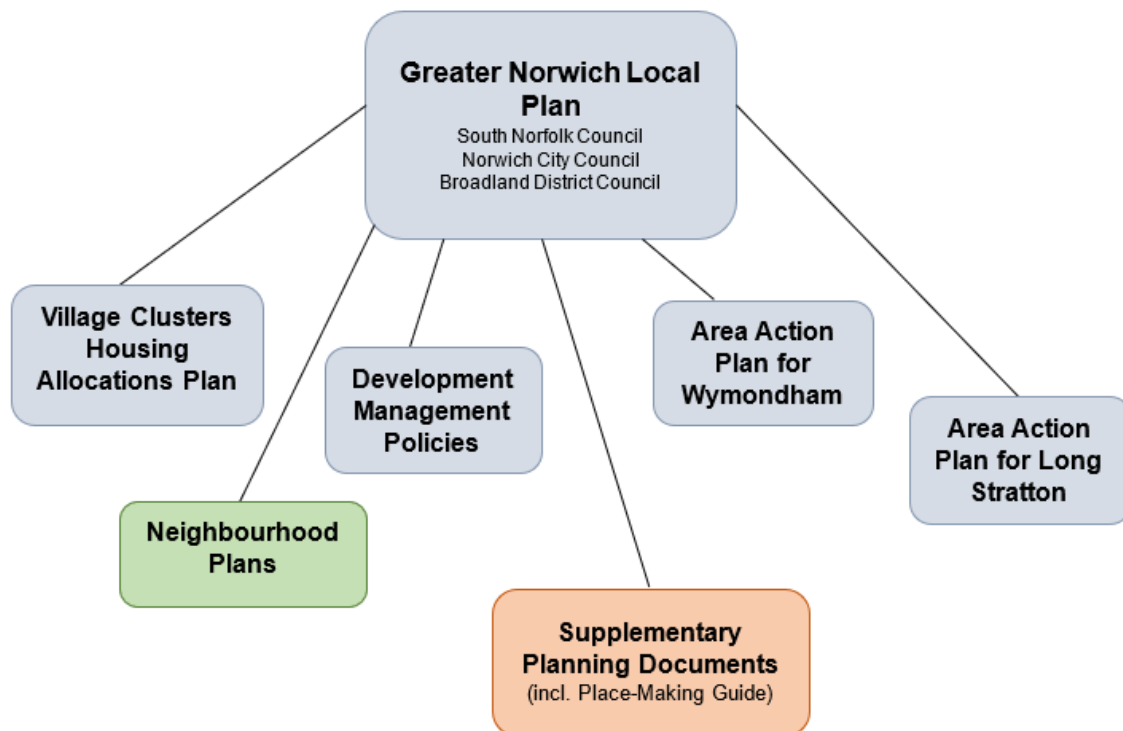 Greater Norwich Local
Plan
South Norfolk Council
Norwich City Council
Broadland District Council
Village Clusters
Housing
Allocations Plan
Development
Management
Policies
Area Action
Plan for
Wymondham
Area Action
Plan for Long
Stratton
Neighbourhood
Plans
Supplementary
Planning Documents
(incl. Place-Making Guide)